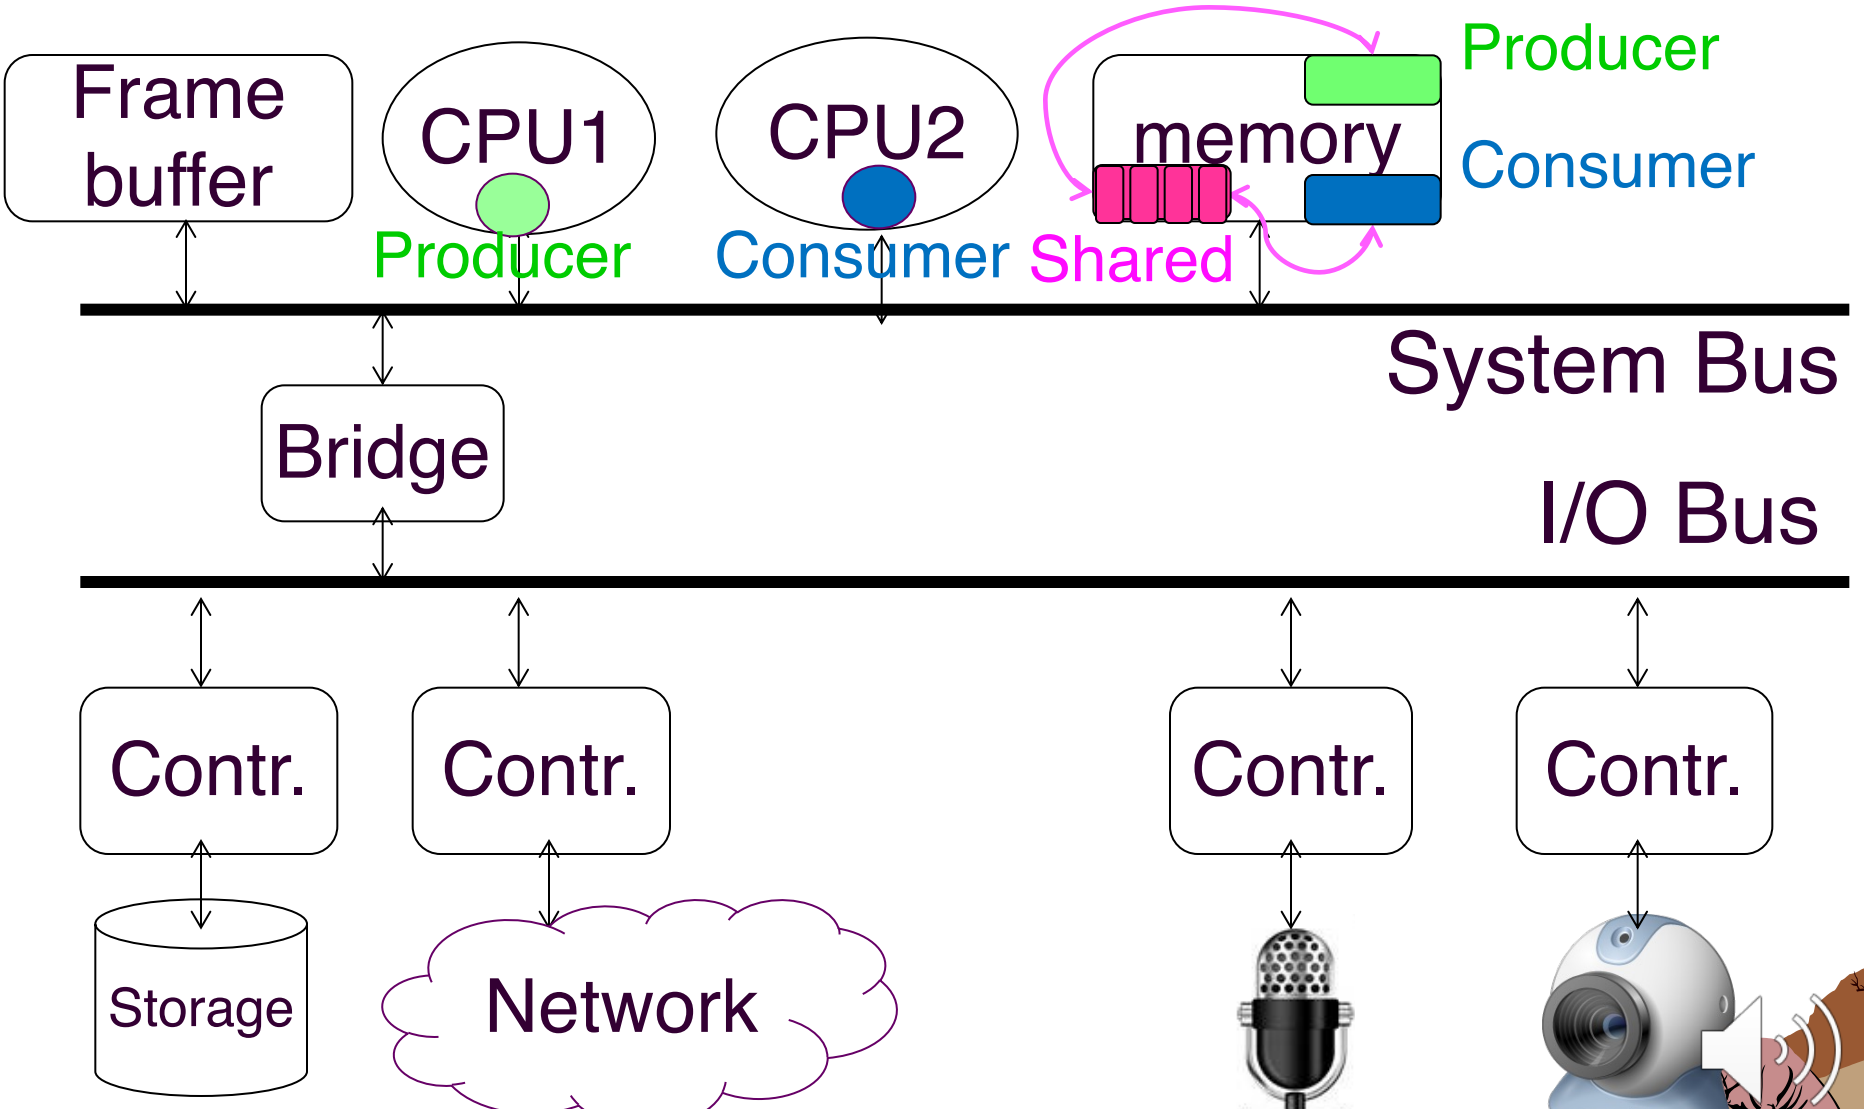 Frame
buffer
CPU1
CPU2
memory
Producer
Consumer
Producer
Consumer
Shared
System Bus
Bridge
I/O Bus
Contr.
Contr.
Contr.
Contr.
Storage
Network